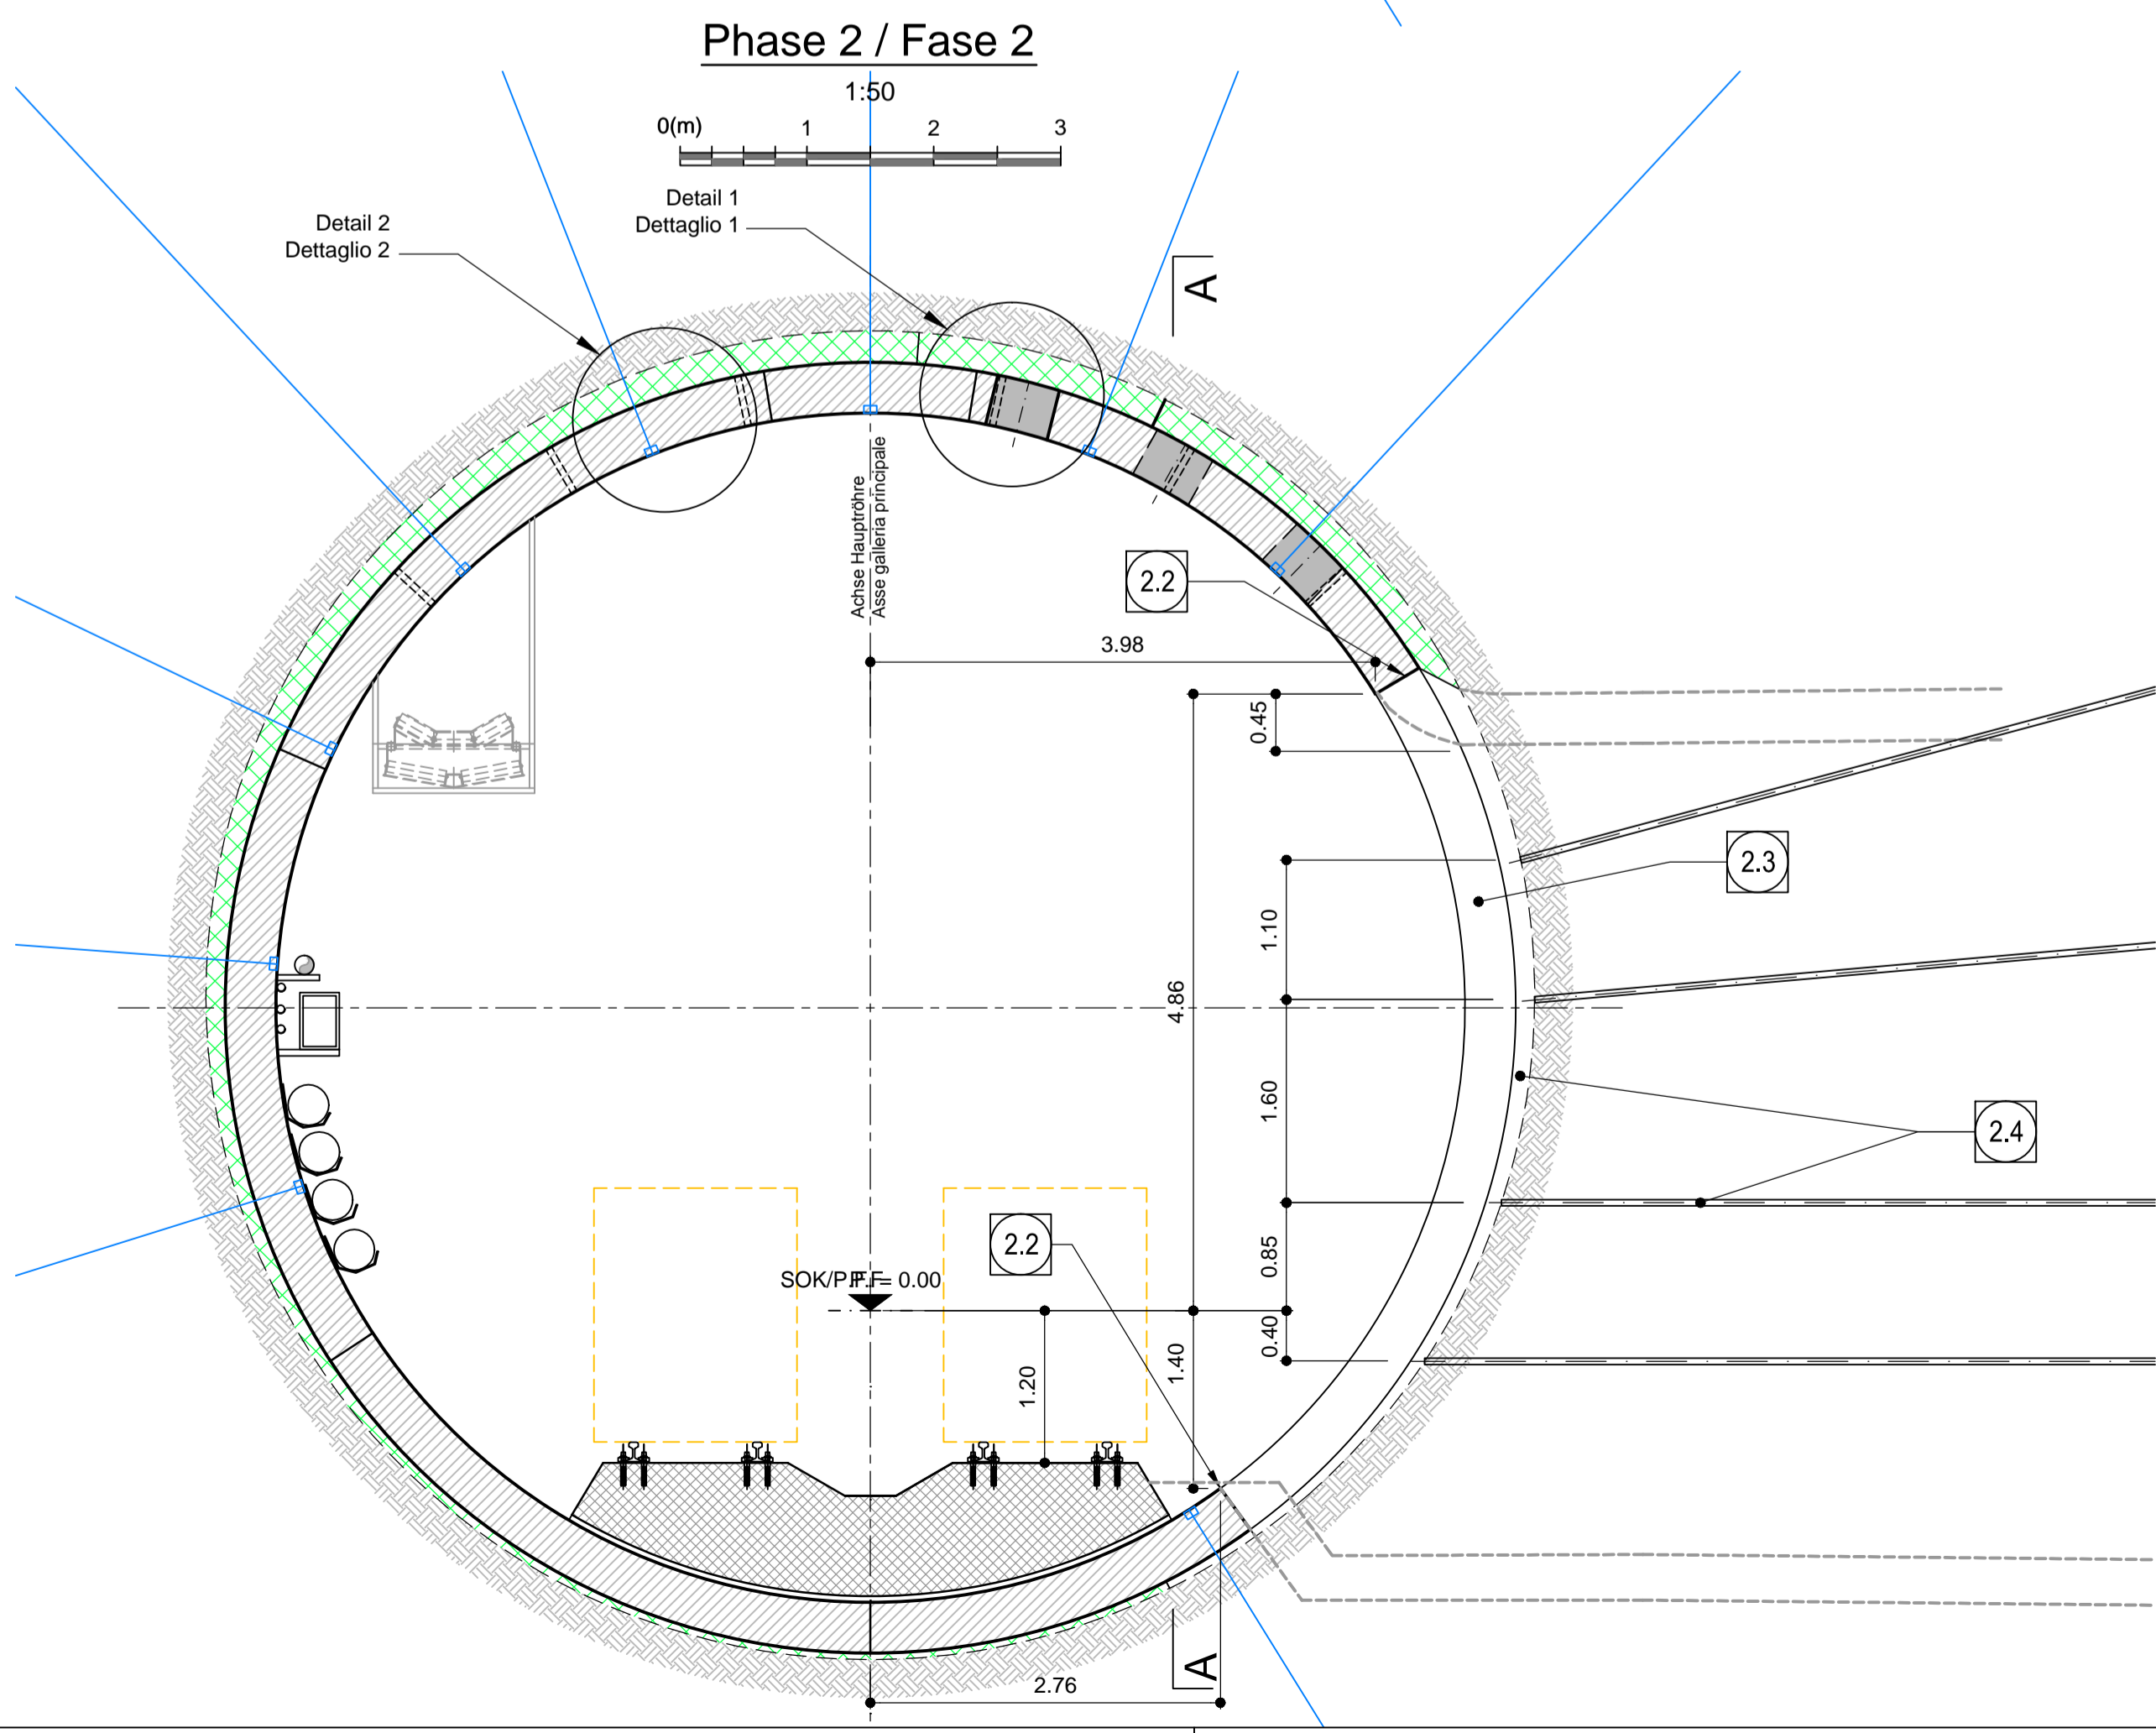 Phase 2 / Fase 2
1:50
0(m) 1 2 3
Detail 1
Dettaglio 1
Detail 2
Dettaglio 2
A
Achse Hauptröhre
Asse galleria principale
2.2
3.98
0.45
2.3
1.10
4.86
1.60
2.4
2.2
0.85
SOK/P.F. = 0.00
0.40
1.40
1.20
A
2.76